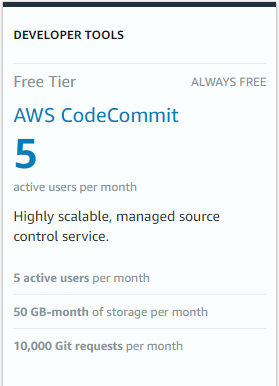 DEVELOPER TOOLS
Free Tier ALWAYS FREE
AWS CodeCommit
5
active users per month
Highly scalable, managed source
control service.
5 active users per month
50 GB-month of storage per month
10,000 Git requests per month